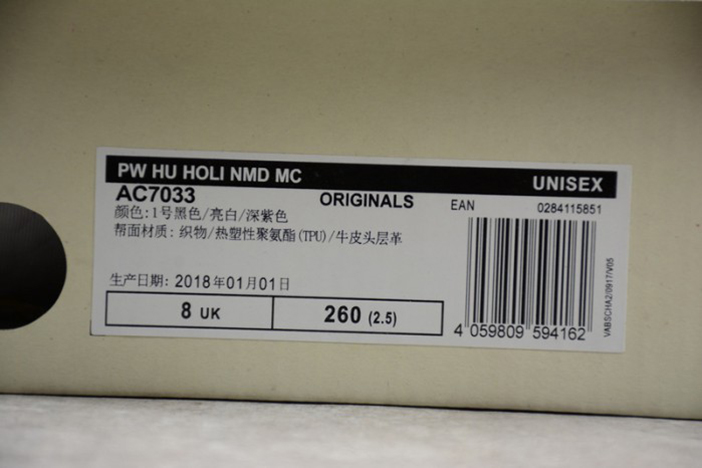 PW HU HOLI NMD MC
UNISEX
AC7033
ORIGINALS
EAN
0284115851
颜色:1号黑色/亮白/深紫色
帮面材质: 织物/热塑性聚氨酯(TPU)/牛皮头层革
生产日期: 2018年01月01日
8 UK
260 (2.5)
4 059809 594162
VABSCHA2/0917/V05